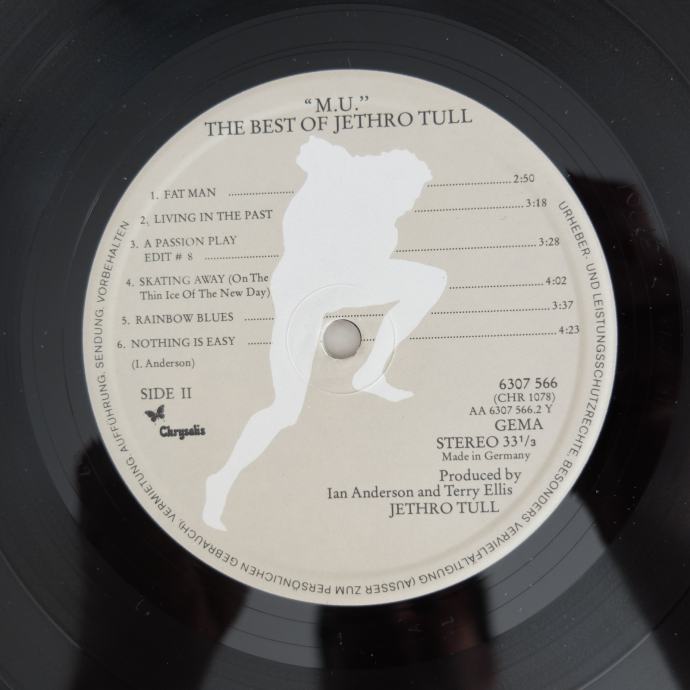 “M.U.”
THE BEST OF JETHRO TULL
1. FAT MAN ..... 2:50
2. LIVING IN THE PAST ..... 3:18
3. A PASSION PLAY
EDIT # 8 ..... 3:28
4. SKATING AWAY (On The
Thin Ice Of The New Day) ..... 4:02
5. RAINBOW BLUES ..... 3:37
6. NOTHING IS EASY ..... 4:23
(I. Anderson)
SIDE II
Chrysalis
6307 566
(CHR 1078)
AA 6307 566.2 Y
GEMA
STEREO 33 1/3
Made in Germany
Produced by
Ian Anderson and Terry Ellis
JETHRO TULL
URHEBER- UND LEISTUNGSSCHUTZRECHTE, BESONDERS VERVIELFÄLTIGUNG (AUSSER ZUM PERSÖNLICHEN GEBRAUCH), VERMIETUNG, AUFFÜHRUNG, SENDUNG, VORBEHALTEN